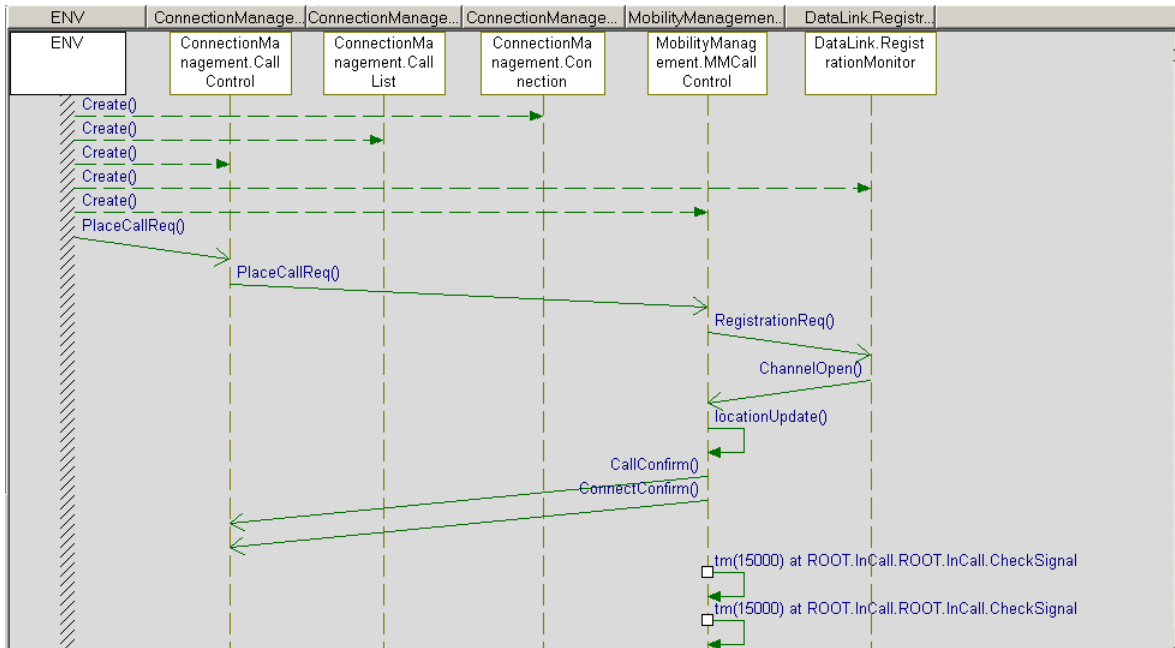 ENV
ConnectionManage...
ConnectionManage...
ConnectionManage...
MobilityManagemen..
DataLink.Registr..
ENV
ConnectionMa
nagement.Call
Control
ConnectionMa
nagement.Call
List
ConnectionMa
nagement.Con
nection
MobilityManag
ement.MMCall
Control
DataLink.Regist
rationMonitor
Create()
Create()
Create()
Create()
Create()
PlaceCallReq()
PlaceCallReq()
RegistrationReq()
ChannelOpen()
locationUpdate()
CallConfirm()
ConnectConfirm()
tm(15000) at ROOT.InCall.ROOT.InCall.CheckSignal
tm(15000) at ROOT.InCall.ROOT.InCall.CheckSignal